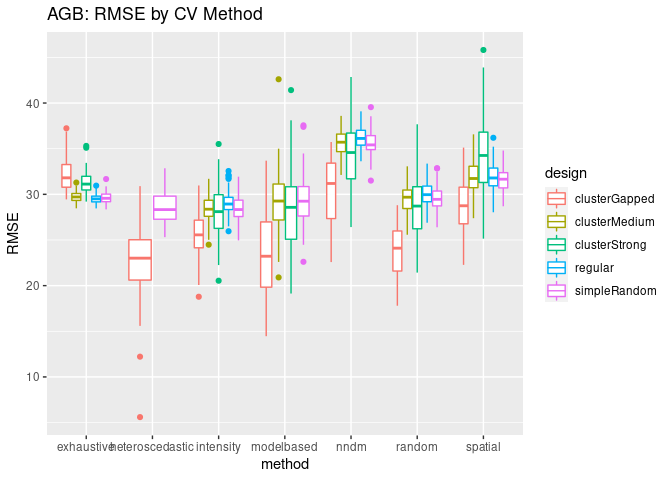 AGB: RMSE by CV Method
RMSE
40
30
20
10
exhaustive heteroscedastic intensity modelbased nndm random spatial
method
design
clusterGapped
clusterMedium
clusterStrong
regular
simpleRandom